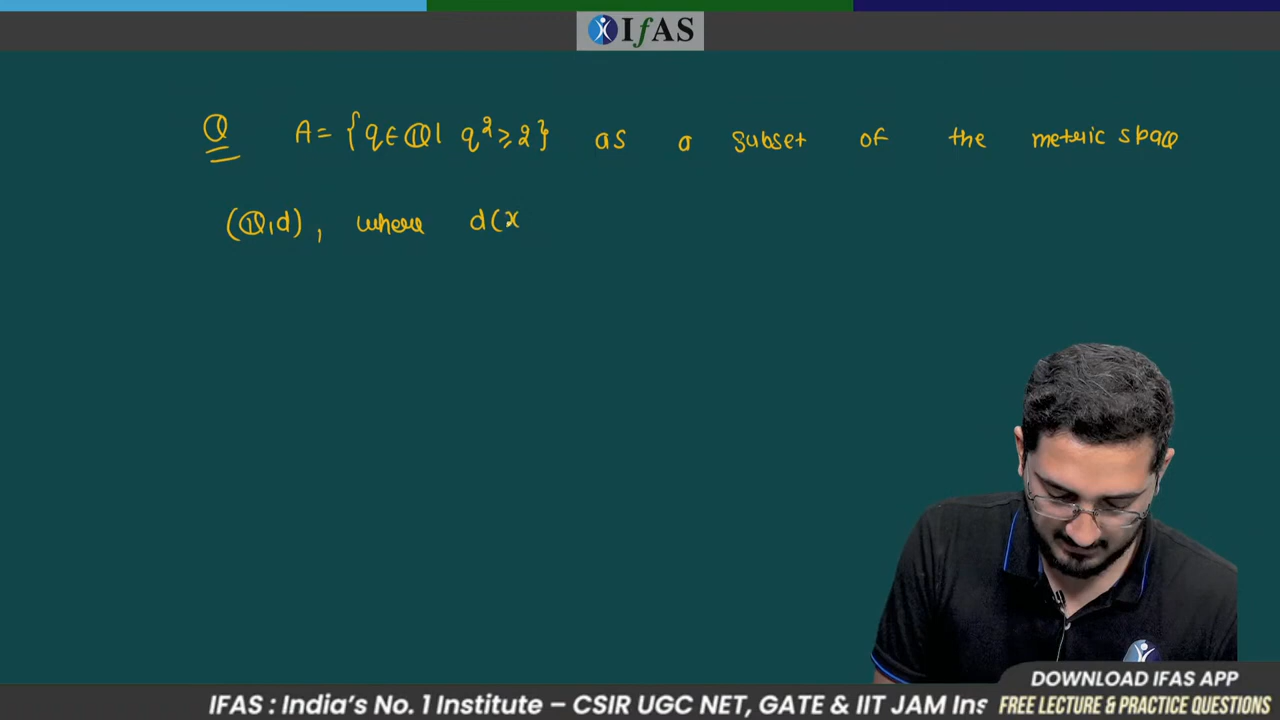 IfAS
Q A = {q ∈ ℚ | q² ≥ 2} as a subset of the metric space
(ℚ, d), where d(x
DOWNLOAD IFAS APP
IFAS : India's No. 1 Institute – CSIR UGC NET, GATE & IIT JAM Ins
FREE LECTURE & PRACTICE QUESTIONS